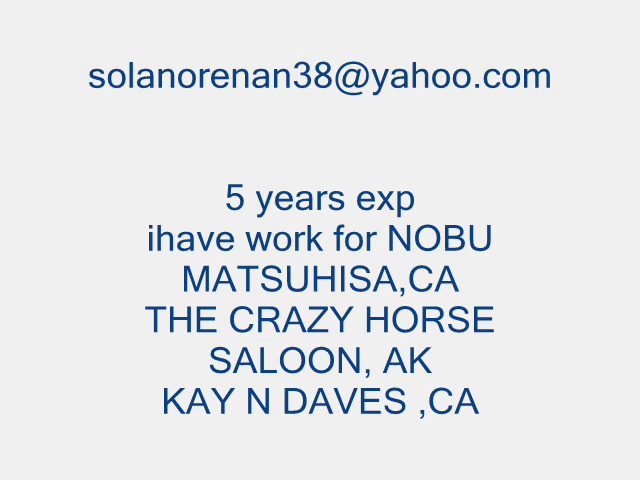 solanorenan38@yahoo.com
5 years exp
ihave work for NOBU
MATSUHISA,CA
THE CRAZY HORSE
SALOON, AK
KAY N DAVES ,CA